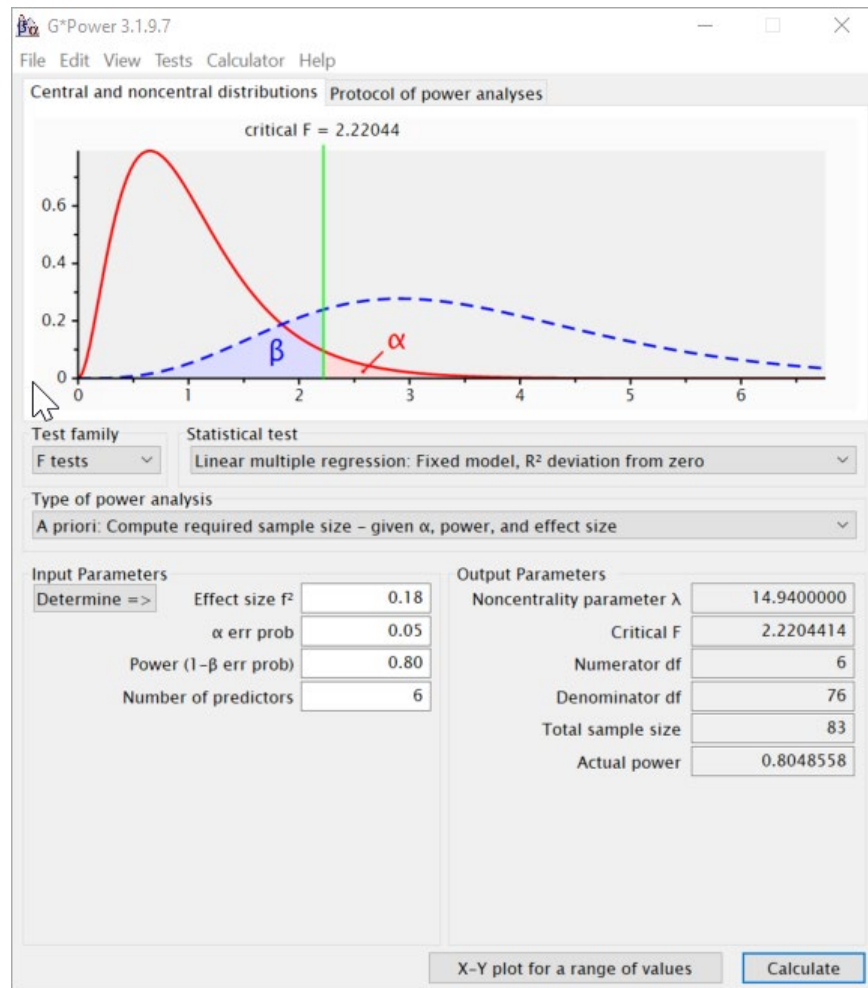 G*Power 3.1.9.7
File Edit View Tests Calculator Help
Central and noncentral distributions Protocol of power analyses
critical F = 2.22044
0.6
0.4
0.2
0
β
α
0 1 2 3 4 5 6
Test family Statistical test
F tests Linear multiple regression: Fixed model, R² deviation from zero
Type of power analysis
A priori: Compute required sample size – given α, power, and effect size
Input Parameters
Determine => Effect size f² 0.18
α err prob 0.05
Power (1–β err prob) 0.80
Number of predictors 6
Output Parameters
Noncentrality parameter λ 14.9400000
Critical F 2.2204414
Numerator df 6
Denominator df 76
Total sample size 83
Actual power 0.8048558
X–Y plot for a range of values Calculate